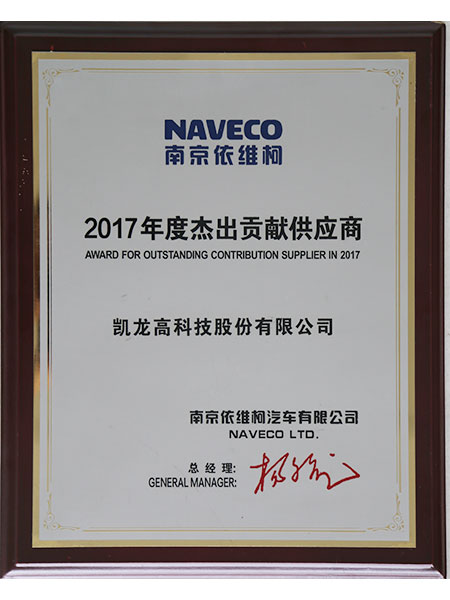 NAVECO
南京依维柯
2017年度杰出贡献供应商
AWARD FOR OUTSTANDING CONTRIBUTION SUPPLIER IN 2017
凯龙高科技股份有限公司
南京依维柯汽车有限公司
NAVECO LTD.
总经理:
GENERAL MANAGER: